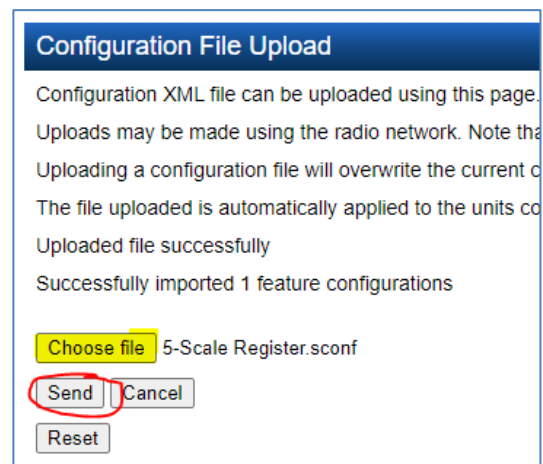 Configuration File Upload
Configuration XML file can be uploaded using this page.
Uploads may be made using the radio network. Note
Uploading a configuration file will overwrite the current
The file uploaded is automatically applied to the units
Uploaded file successfully
Successfully imported 1 feature configurations
Choose file 5-Scale Register.sconf
Send Cancel
Reset